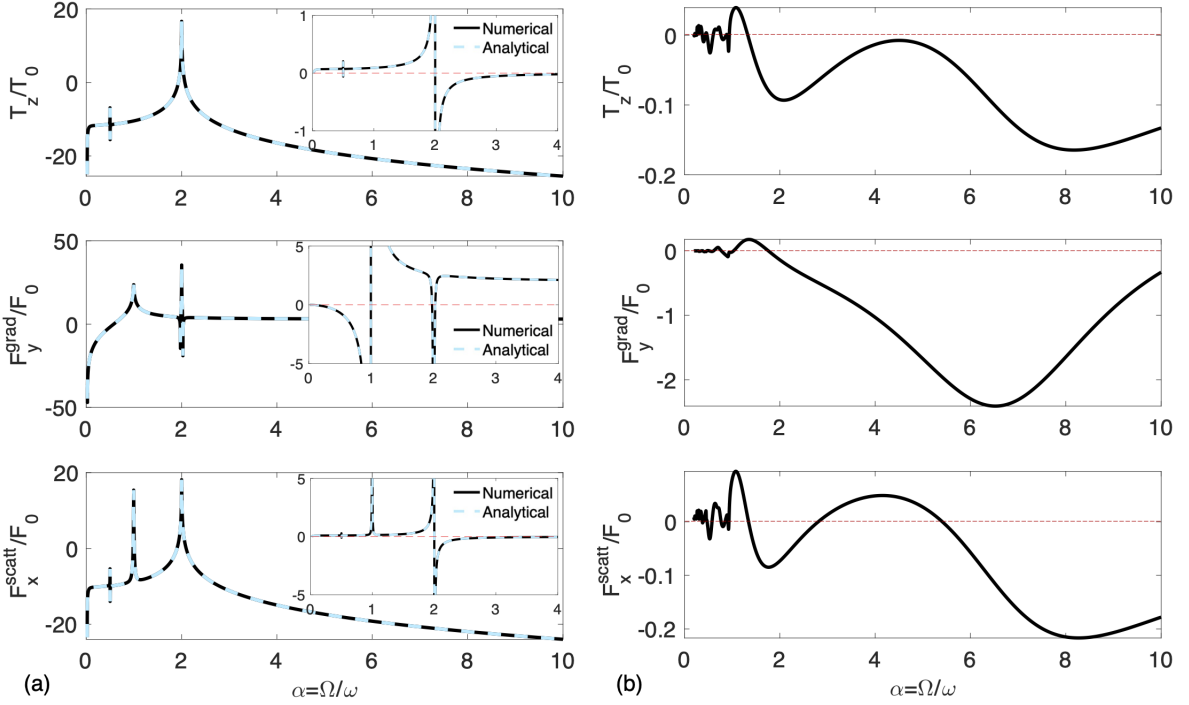 20
0
-20
T_z/T_0
0 2 4 6 8 10
1
0
-1
0 1 2 3 4
Numerical
Analytical
50
0
-50
F_y^grad/F_0
0 2 4 6 8 10
5
0
-5
0 1 2 3 4
Numerical
Analytical
20
0
-20
F_x^scatt/F_0
0 2 4 6 8 10
5
0
-5
0 1 2 3 4
Numerical
Analytical
(a)
α=Ω/ω
0
-0.1
-0.2
T_z/T_0
0 2 4 6 8 10
0
-1
-2
F_y^grad/F_0
0 2 4 6 8 10
0
-0.1
-0.2
F_x^scatt/F_0
0 2 4 6 8 10
(b)
α=Ω/ω